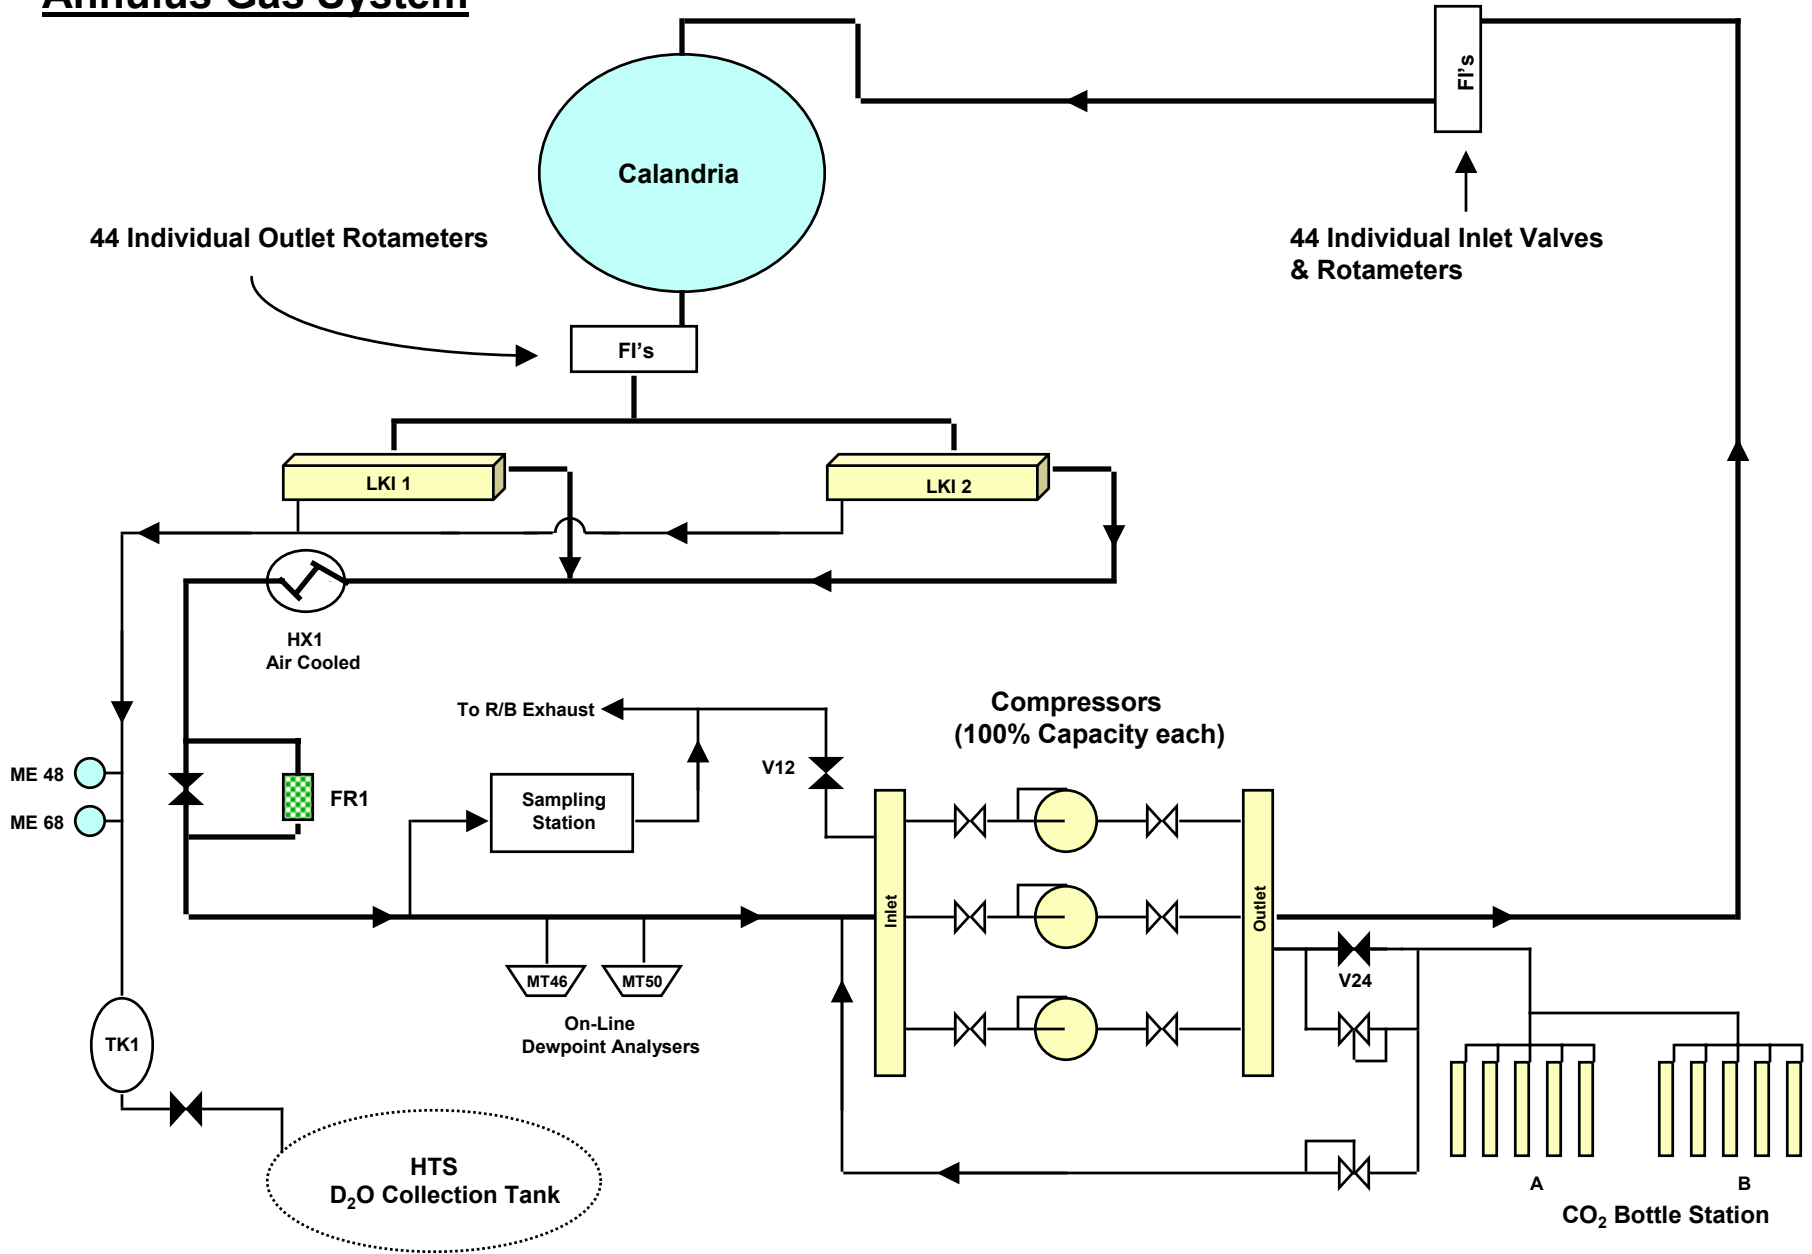 Annulus Gas System
FI's
Calandria
44 Individual Outlet Rotameters
44 Individual Inlet Valves
& Rotameters
FI's
LKI 1
LKI 2
HX1
Air Cooled
To R/B Exhaust
Compressors
(100% Capacity each)
V12
ME 48
ME 68
FR1
Sampling
Station
Inlet
Outlet
MT46
MT50
V24
On-Line
Dewpoint Analysers
TK1
HTS
D₂O Collection Tank
A
B
CO₂ Bottle Station